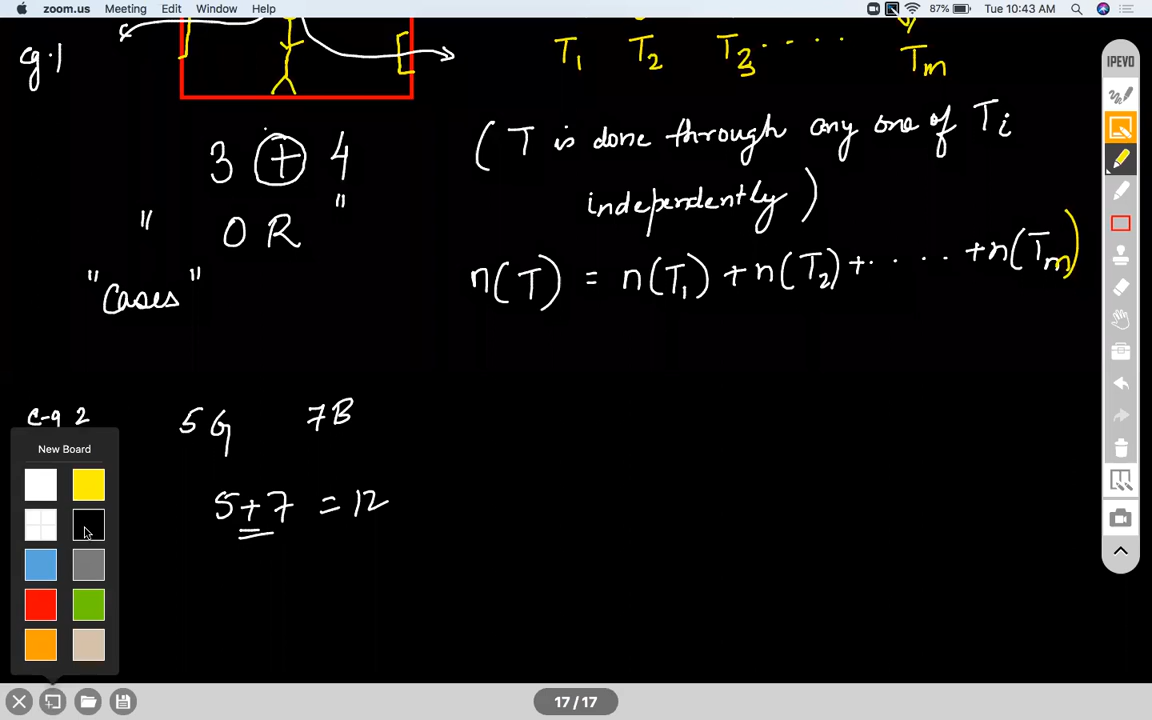 zoom.us Meeting Edit Window Help 87% Tue 10:43 AM
eg.1
T1 T2 T3 . . . . . Tm
IPEVO
3 + 4
" OR "
"Cases"
( T is done through any one of Ti
independently )
n(T) = n(T1) + n(T2) + . . . . . + n(Tm)
e-g 2 5G 7B
5+7 = 12
New Board
17 / 17